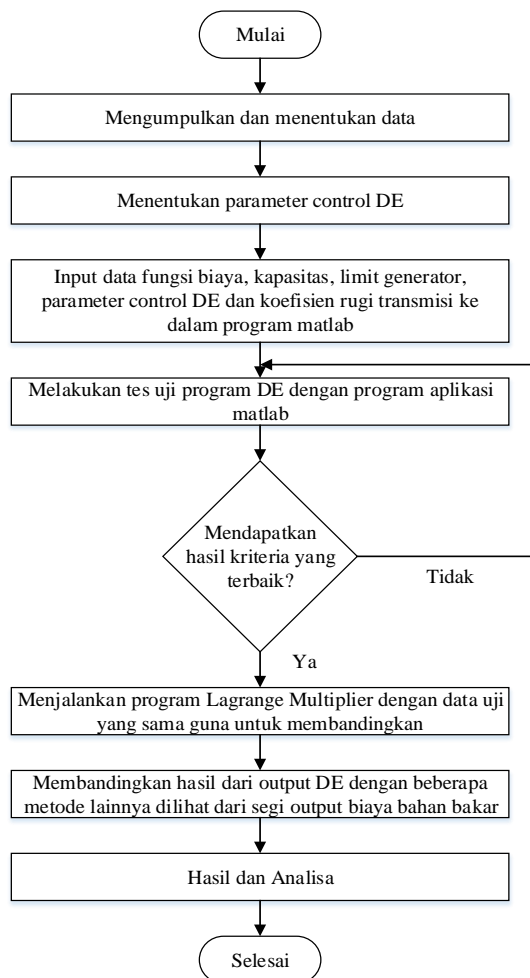 Mulai
Mengumpulkan dan menentukan data
Menentukan parameter control DE
Input data fungsi biaya, kapasitas, limit generator,
parameter control DE dan koefisien rugi transmisi ke
dalam program matlab
Melakukan tes uji program DE dengan program aplikasi
matlab
Mendapatkan
hasil kriteria yang
terbaik?
Tidak
Ya
Menjalankan program Lagrange Multiplier dengan data uji
yang sama guna untuk membandingkan
Membandingkan hasil dari output DE dengan beberapa
metode lainnya dilihat dari segi output biaya bahan bakar
Hasil dan Analisa
Selesai